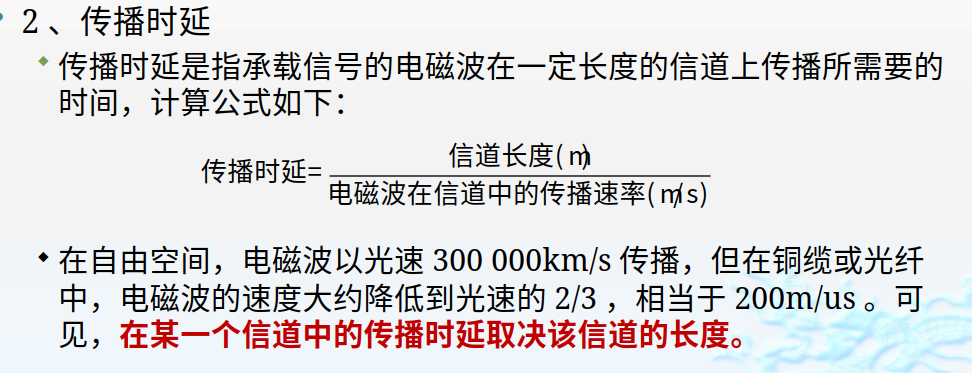 2 、传播时延
传播时延是指承载信号的电磁波在一定长度的信道上传播所需要的
时间，计算公式如下：
信道长度(m)
传播时延=
电磁波在信道中的传播速率(m/s)
在自由空间，电磁波以光速 300 000km/s 传播，但在铜缆或光纤
中，电磁波的速度大约降低到光速的 2/3 ，相当于 200m/us 。可
见，在某一个信道中的传播时延取决该信道的长度。